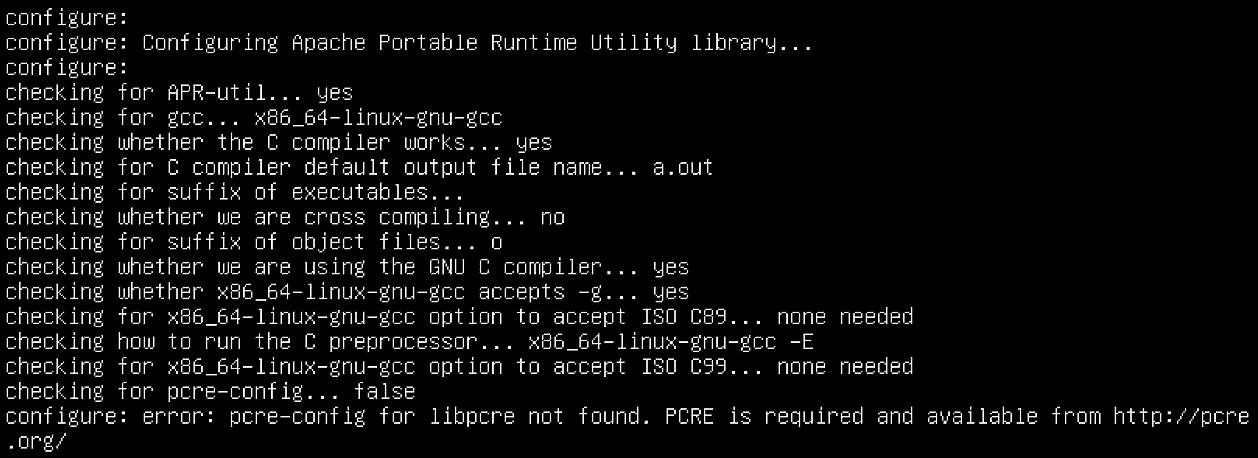 configure:
configure: Configuring Apache Portable Runtime Utility library...
configure:
checking for APR-util... yes
checking for gcc... x86_64-linux-gnu-gcc
checking whether the C compiler works... yes
checking for C compiler default output file name... a.out
checking for suffix of executables...
checking whether we are cross compiling... no
checking for suffix of object files... o
checking whether we are using the GNU C compiler... yes
checking whether x86_64-linux-gnu-gcc accepts -g... yes
checking for x86_64-linux-gnu-gcc option to accept ISO C89... none needed
checking how to run the C preprocessor... x86_64-linux-gnu-gcc -E
checking for x86_64-linux-gnu-gcc option to accept ISO C99... none needed
checking for pcre-config... false
configure: error: pcre-config for libpcre not found. PCRE is required and available from http://pcre
.org/